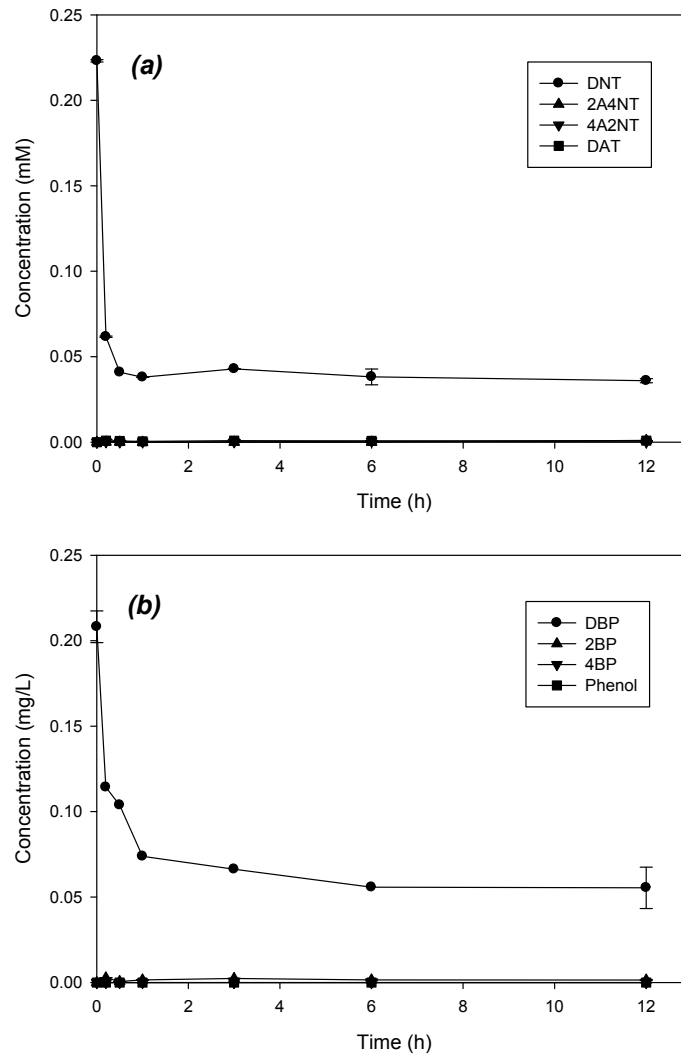 (a)
DNT
2A4NT
4A2NT
DAT
Concentration (mM)
0.25
0.20
0.15
0.10
0.05
0.00
0 2 4 6 8 10 12
Time (h)
(b)
DBP
2BP
4BP
Phenol
Concentration (mg/L)
0.25
0.20
0.15
0.10
0.05
0.00
0 2 4 6 8 10 12
Time (h)